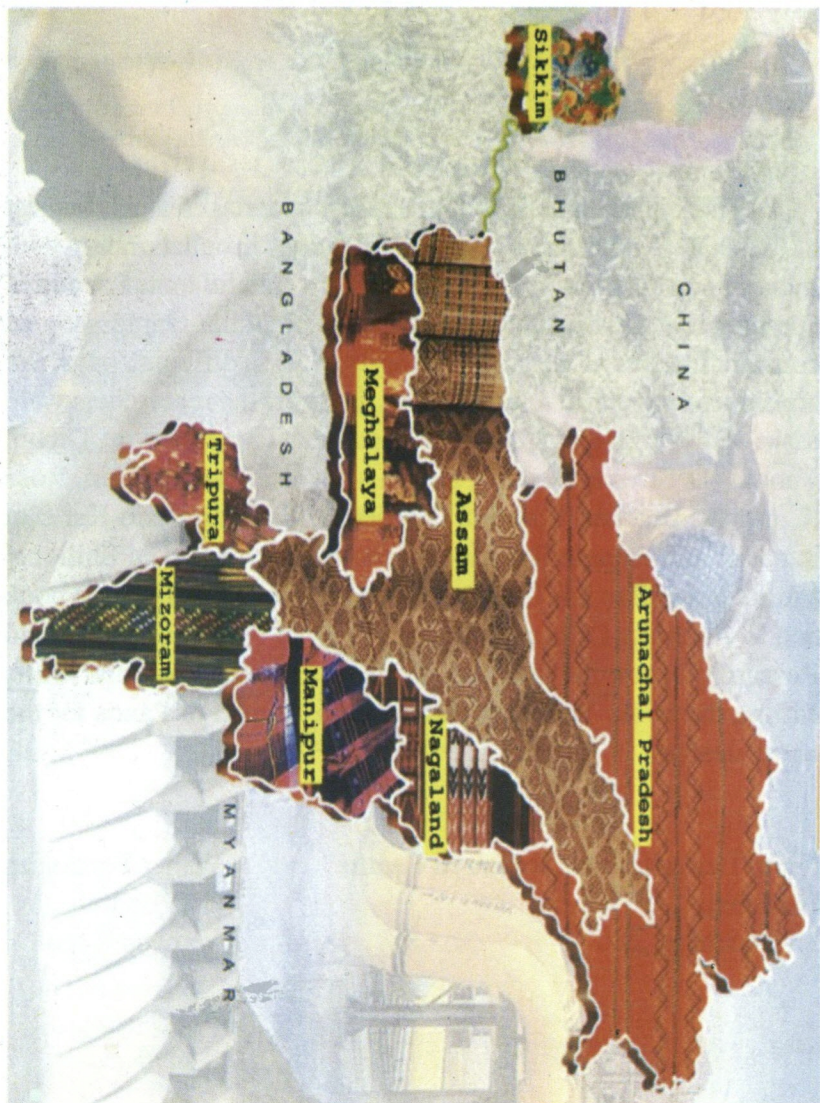 Sikkim
BHUTAN
CHINA
BANGLADESH
Arunachal Pradesh
Assam
Meghalaya
Nagaland
Manipur
Tripura
Mizoram
MYANMAR